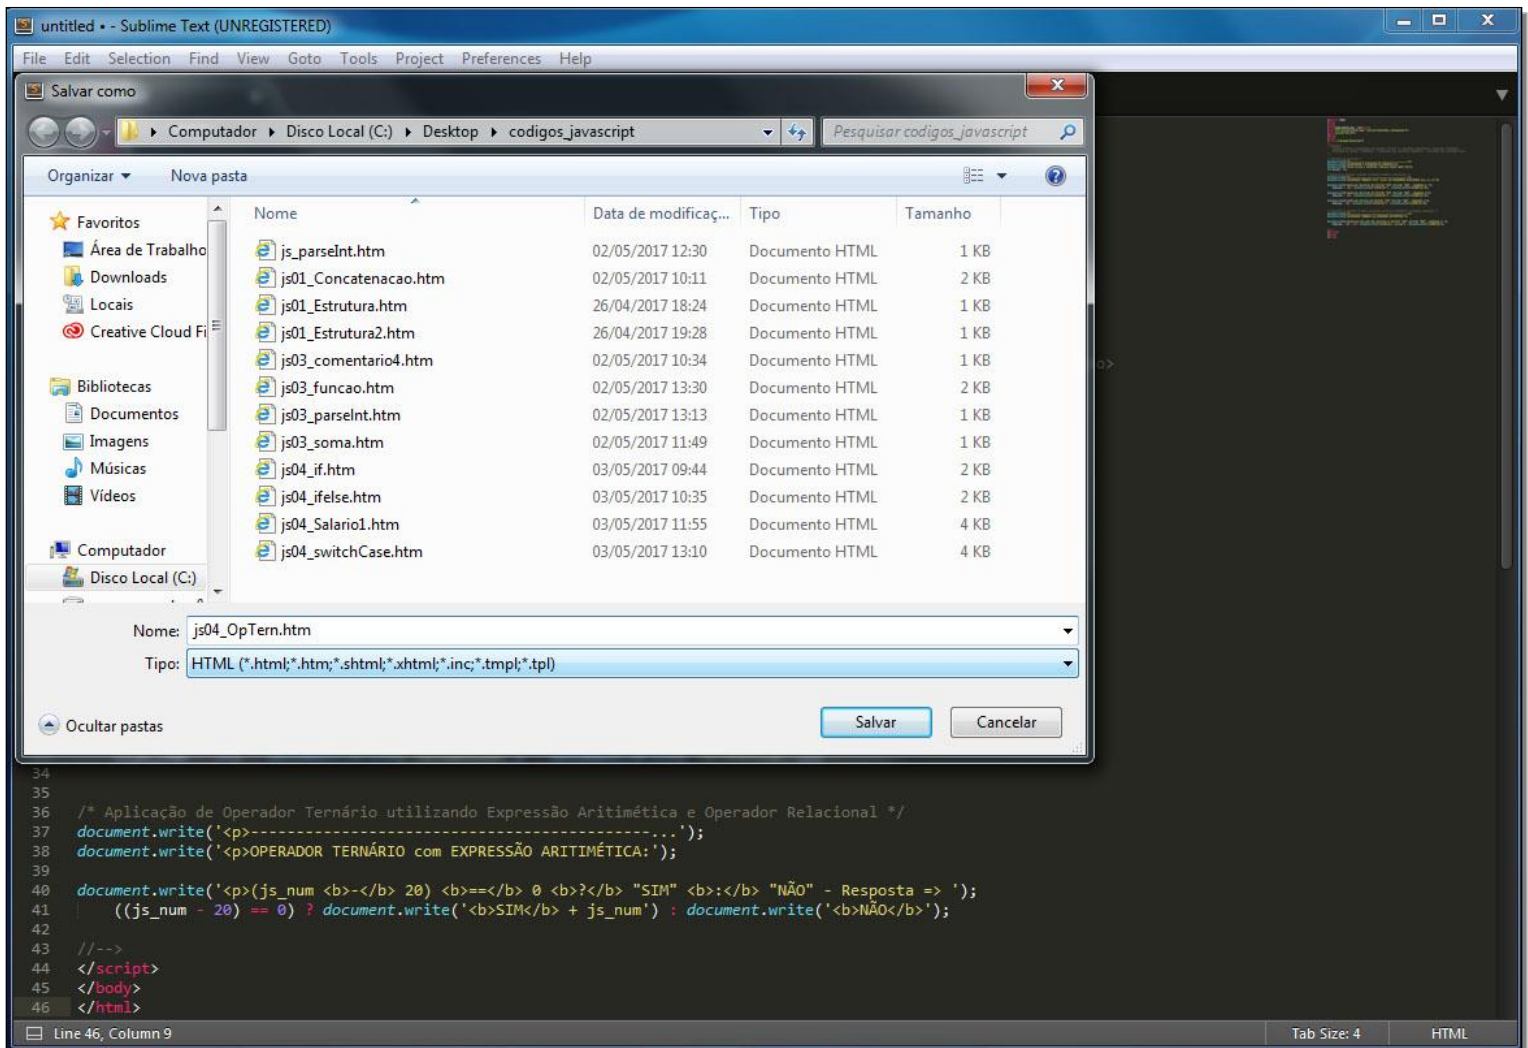 untitled • - Sublime Text (UNREGISTERED)
File Edit Selection Find View Goto Tools Project Preferences Help
Salvar como
Computador ▸ Disco Local (C:) ▸ Desktop ▸ codigos_javascript
Pesquisar codigos_javascript
Organizar Nova pasta
Favoritos
Área de Trabalho
Downloads
Locais
Creative Cloud Fi
Bibliotecas
Documentos
Imagens
Músicas
Vídeos
Computador
Disco Local (C:)
Nome Data de modificaç... Tipo Tamanho
js_parseInt.htm 02/05/2017 12:30 Documento HTML 1 KB
js01_Concatenacao.htm 02/05/2017 10:11 Documento HTML 2 KB
js01_Estrutura.htm 26/04/2017 18:24 Documento HTML 1 KB
js01_Estrutura2.htm 26/04/2017 19:28 Documento HTML 1 KB
js03_comentario4.htm 02/05/2017 10:34 Documento HTML 1 KB
js03_funcao.htm 02/05/2017 13:30 Documento HTML 2 KB
js03_parseInt.htm 02/05/2017 13:13 Documento HTML 1 KB
js03_soma.htm 02/05/2017 11:49 Documento HTML 1 KB
js04_if.htm 03/05/2017 09:44 Documento HTML 2 KB
js04_ifelse.htm 03/05/2017 10:35 Documento HTML 2 KB
js04_Salario1.htm 03/05/2017 11:55 Documento HTML 4 KB
js04_switchCase.htm 03/05/2017 13:10 Documento HTML 4 KB
o>
Nome: js04_OpTern.htm
Tipo: HTML (*.html;*.htm;*.shtml;*.xhtml;*.inc;*.tmpl;*.tpl)
Ocultar pastas
Salvar Cancelar
34
35
36 /* Aplicação de Operador Ternário utilizando Expressão Aritimética e Operador Relacional */
37 document.write('<p>--------------------------------------------...');
38 document.write('<p>OPERADOR TERNÁRIO com EXPRESSÃO ARITIMÉTICA:');
39
40 document.write('<p>(js_num <b>-</b> 20) <b>==</b> 0 <b>?</b> "SIM" <b>:</b> "NÃO" - Resposta => ');
41 ((js_num - 20) == 0) ? document.write('<b>SIM</b> + js_num') : document.write('<b>NÃO</b>');
42
43 //-->
44 </script>
45 </body>
46 </html>
Line 46, Column 9
Tab Size: 4 HTML